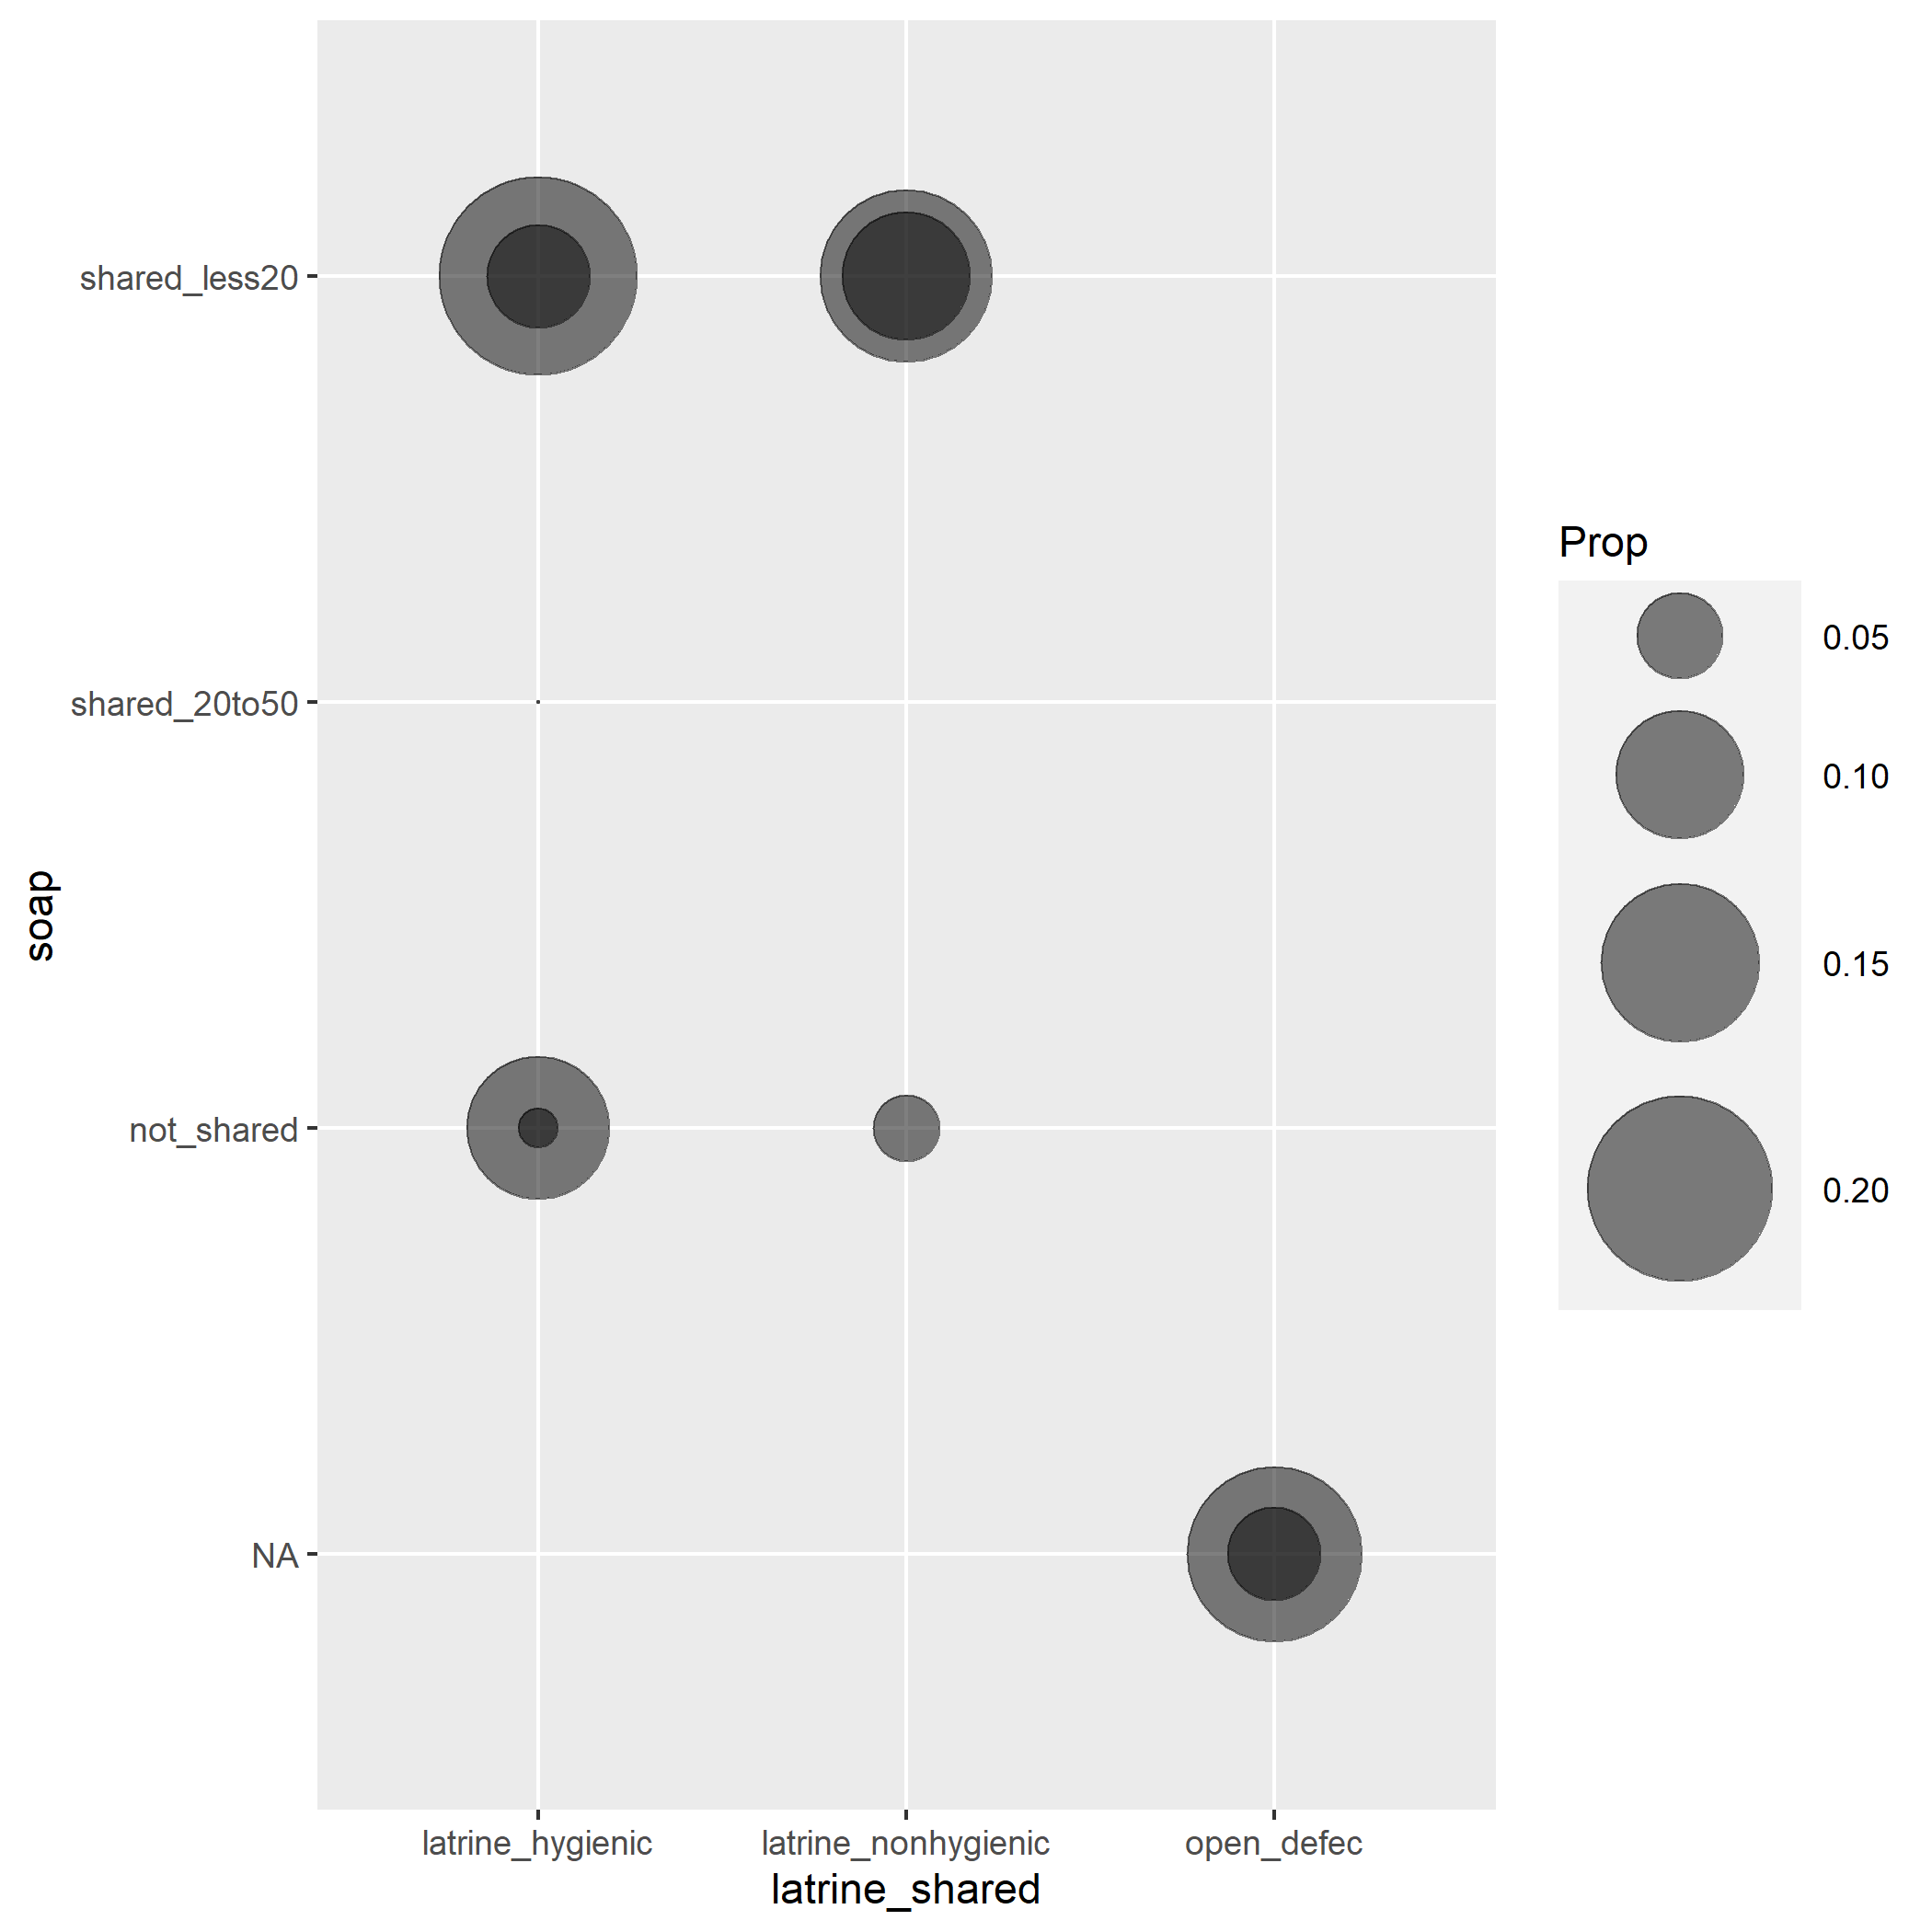 shared_less20
shared_20to50
not_shared
NA
soap
latrine_hygienic
latrine_nonhygienic
open_defec
latrine_shared
Prop
0.05
0.10
0.15
0.20